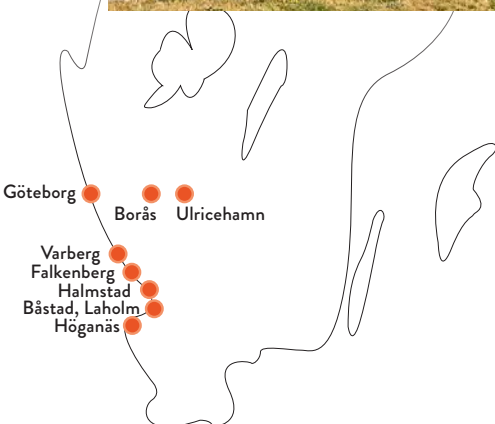 Göteborg
Borås
Ulricehamn
Varberg
Falkenberg
Halmstad
Båstad, Laholm
Höganäs